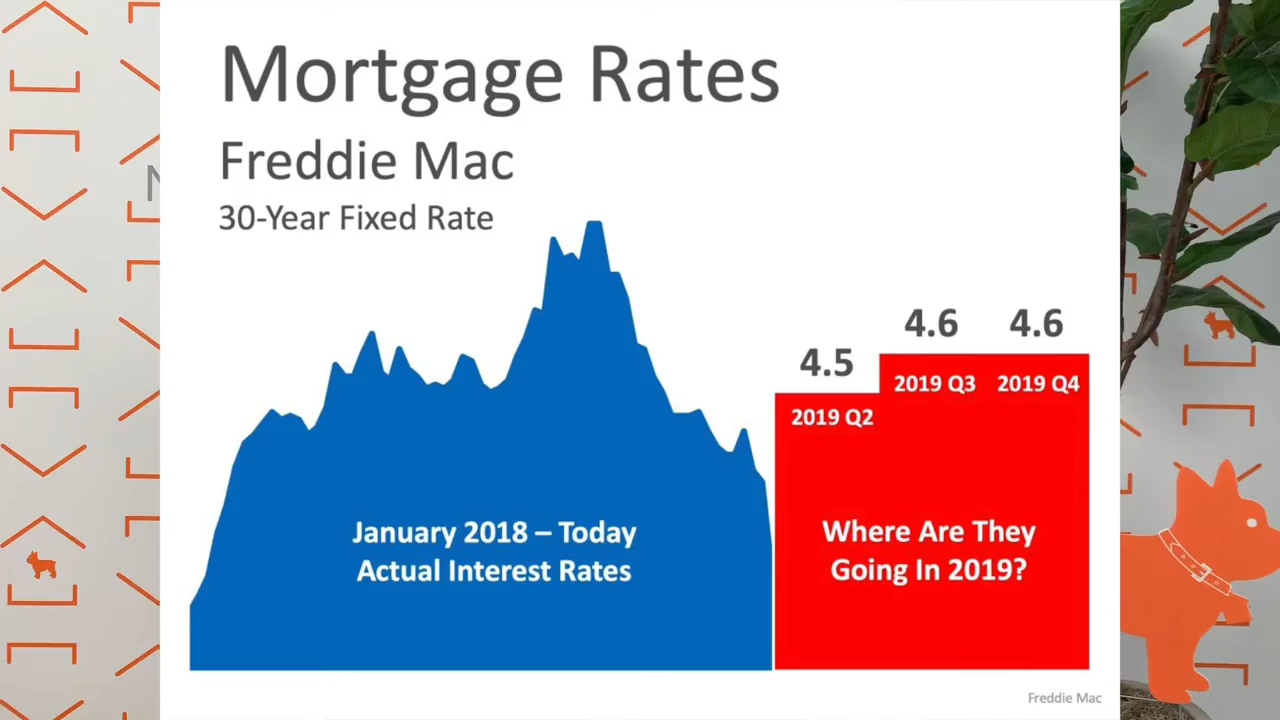 Mortgage Rates
Freddie Mac
30-Year Fixed Rate
4.5
4.6
4.6
2019 Q2
2019 Q3
2019 Q4
January 2018 – Today
Actual Interest Rates
Where Are They
Going In 2019?
Freddie Mac